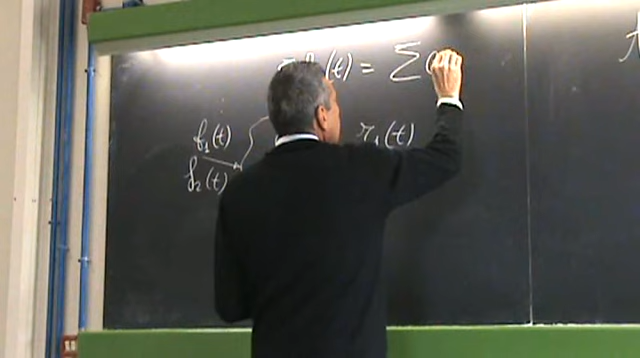 (t) = Σ (
f₁(t)
r₁(t)
f₂(t)